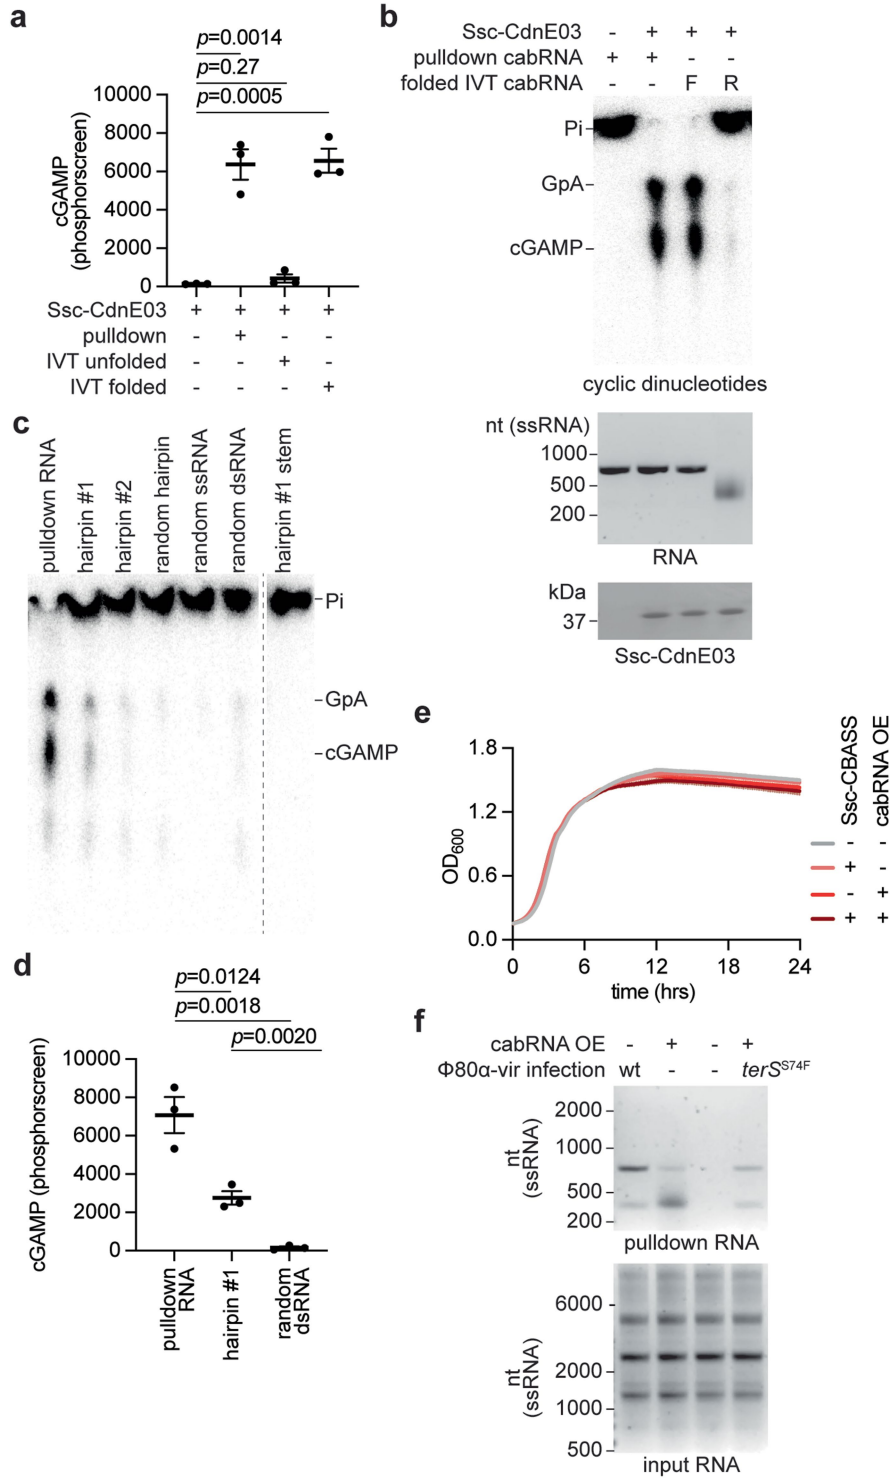 a
p=0.0014
p=0.27
p=0.0005
10000
8000
6000
4000
2000
0
cGAMP
(phosphorscreen)
Ssc-CdnE03 + + + +
pulldown - + - -
IVT unfolded - - + -
IVT folded - - - +
b
Ssc-CdnE03 - + + +
pulldown cabRNA + + - -
folded IVT cabRNA - - F R
Pi
GpA
cGAMP
cyclic dinucleotides
nt (ssRNA)
1000
500
200
RNA
kDa
37
Ssc-CdnE03
c
pulldown RNA
hairpin #1
hairpin #2
random hairpin
random ssRNA
random dsRNA
hairpin #1 stem
Pi
GpA
cGAMP
d
p=0.0124
p=0.0018
p=0.0020
10000
8000
6000
4000
2000
0
cGAMP (phosphorscreen)
pulldown
RNA
hairpin #1
random
dsRNA
e
1.8
1.2
0.6
0.0
OD600
0 6 12 18 24
time (hrs)
Ssc-CBASS
cabRNA OE
- -
+ -
- +
+ +
f
cabRNA OE - + - +
Φ80α-vir infection wt - - terS^S74F
2000
1000
500
200
nt
(ssRNA)
pulldown RNA
6000
2000
1000
500
nt
(ssRNA)
input RNA